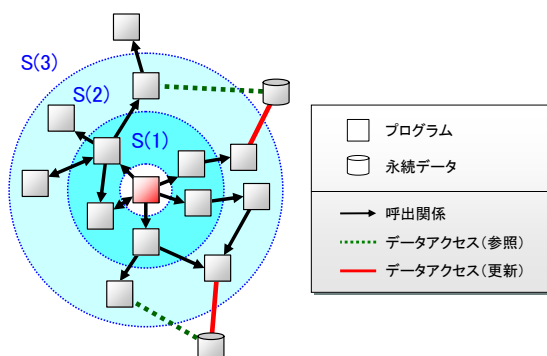 S(3)
S(2)
S(1)
プログラム
永続データ
呼出関係
データアクセス(参照)
データアクセス(更新)